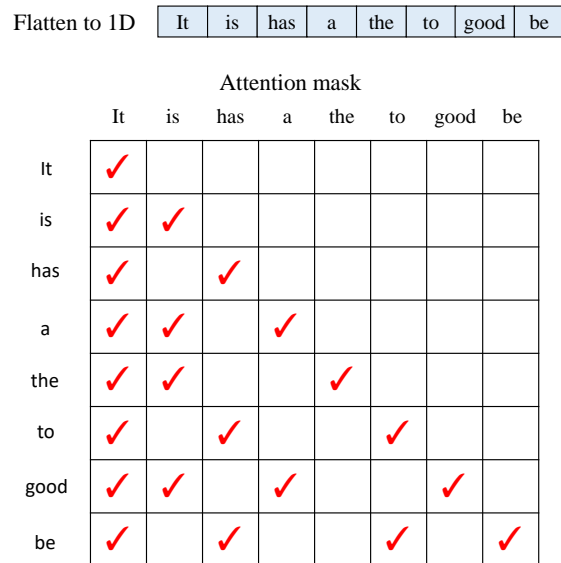 Flatten to 1D It is has a the to good be
Attention mask
It is has a the to good be
It
is
has
a
the
to
good
be